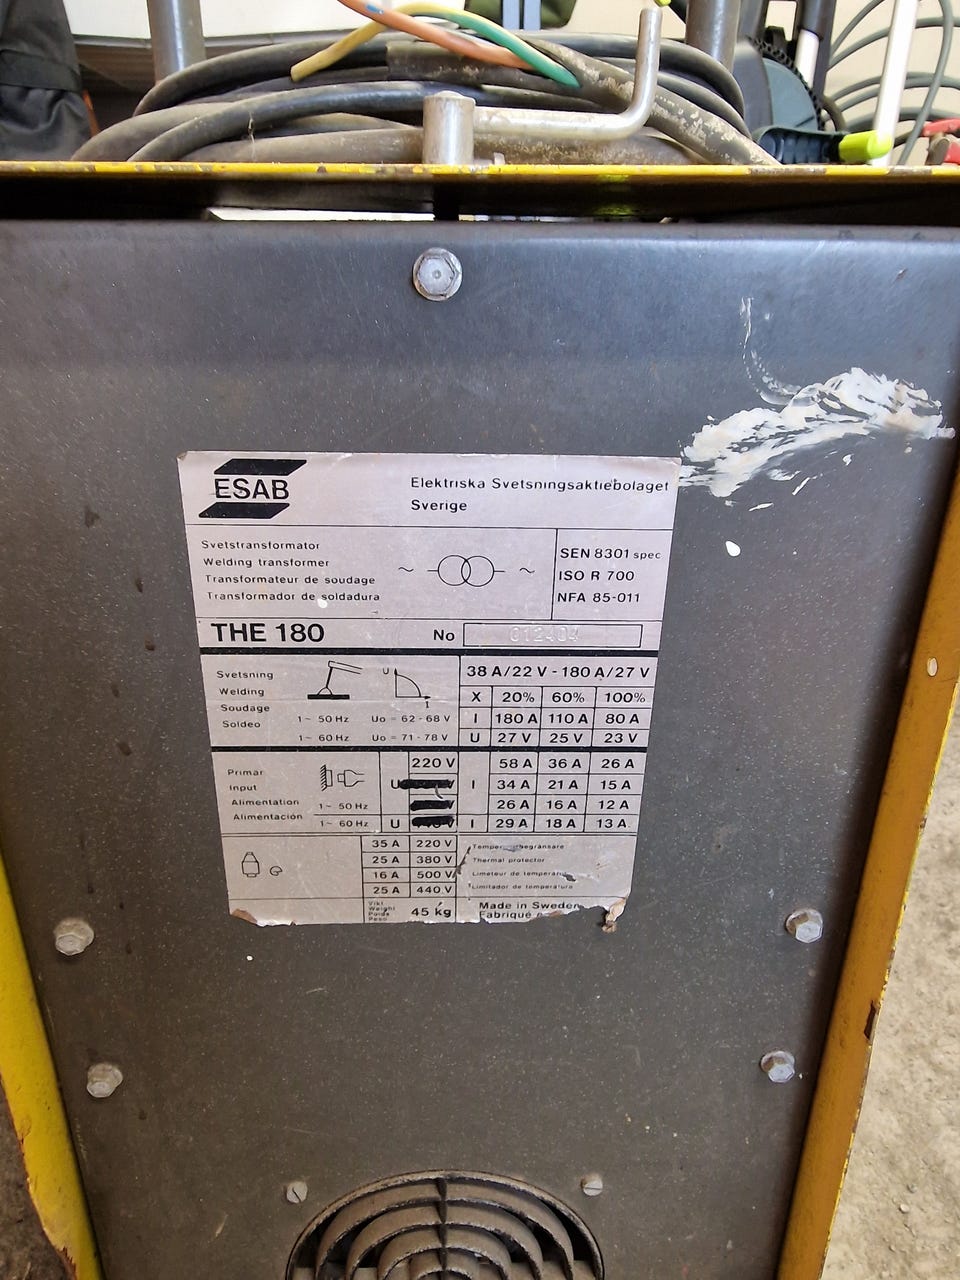 ESAB
Elektriska Svetsningsaktiebolaget
Sverige
Svetstransformator
Welding transformer
Transformateur de soudage
Transformador de soldadura
SEN 8301 spec
ISO R 700
NFA 85-011
THE 180 No 012404
Svetsning
Welding
Soudage
Soldeo
U
I
1~ 50 Hz Uo = 62-68 V
1~ 60 Hz Uo = 71-78 V
38 A/22 V - 180 A/27 V
X 20% 60% 100%
I 180 A 110 A 80 A
U 27 V 25 V 23 V
Primär
Input
Alimentation
Alimentación
1~ 50 Hz
1~ 60 Hz
220 V 58 A 36 A 26 A
U I 34 A 21 A 15 A
26 A 16 A 12 A
U I 29 A 18 A 13 A
35 A 220 V
25 A 380 V
16 A 500 V
25 A 440 V
Thermal protector
Limiteur de
Limitador de temperatura
Vikt
Weight
Poids
Peso
45 kg
Made in Sweden
Fabriqué